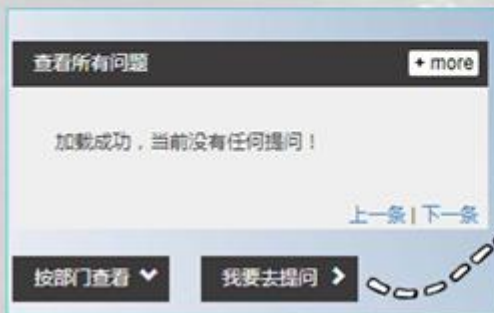 查看所有问题 + more
加载成功，当前没有任何提问！
上一条 | 下一条
按部门查看 我要去提问